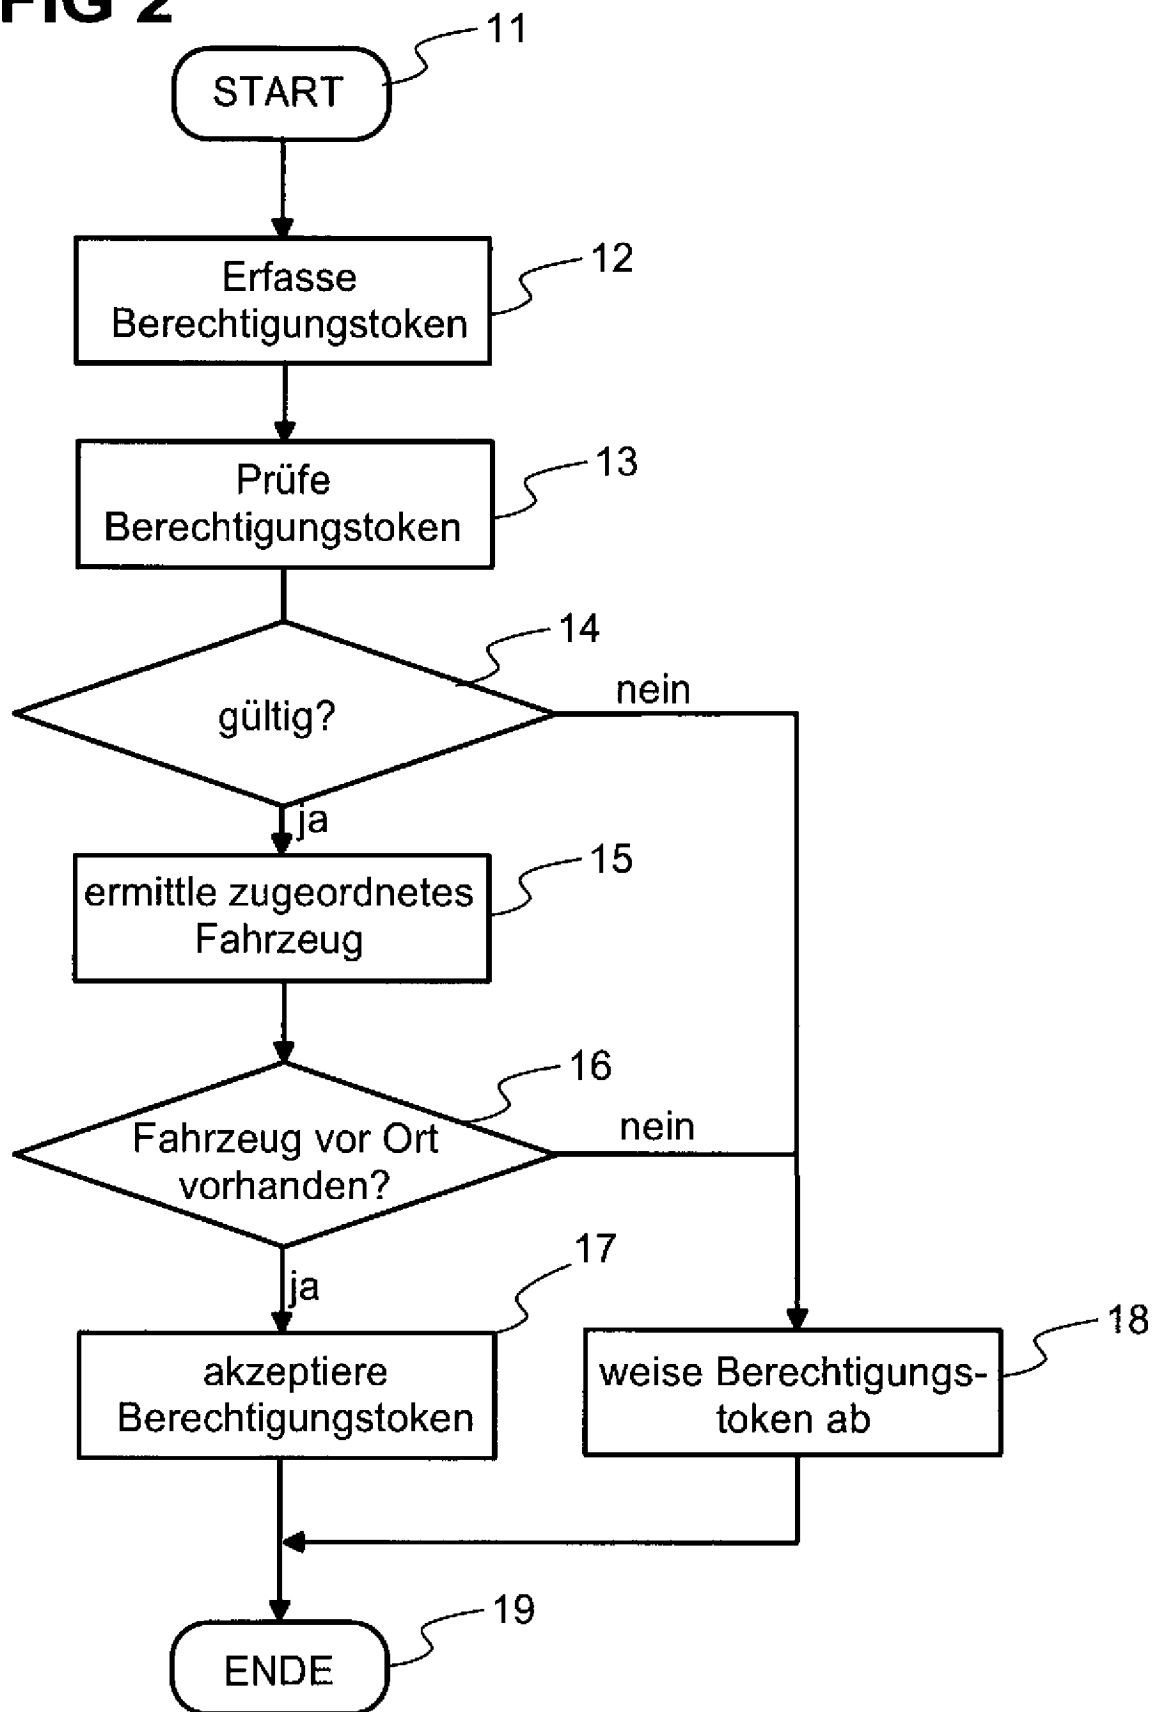 FIG 2
11
START
12
Erfasse
Berechtigungstoken
13
Prüfe
Berechtigungstoken
14
nein
gültig?
ja
15
ermittle zugeordnetes
Fahrzeug
16
nein
Fahrzeug vor Ort
vorhanden?
ja
17
akzeptiere
Berechtigungstoken
18
weise Berechtigungs-
token ab
19
ENDE